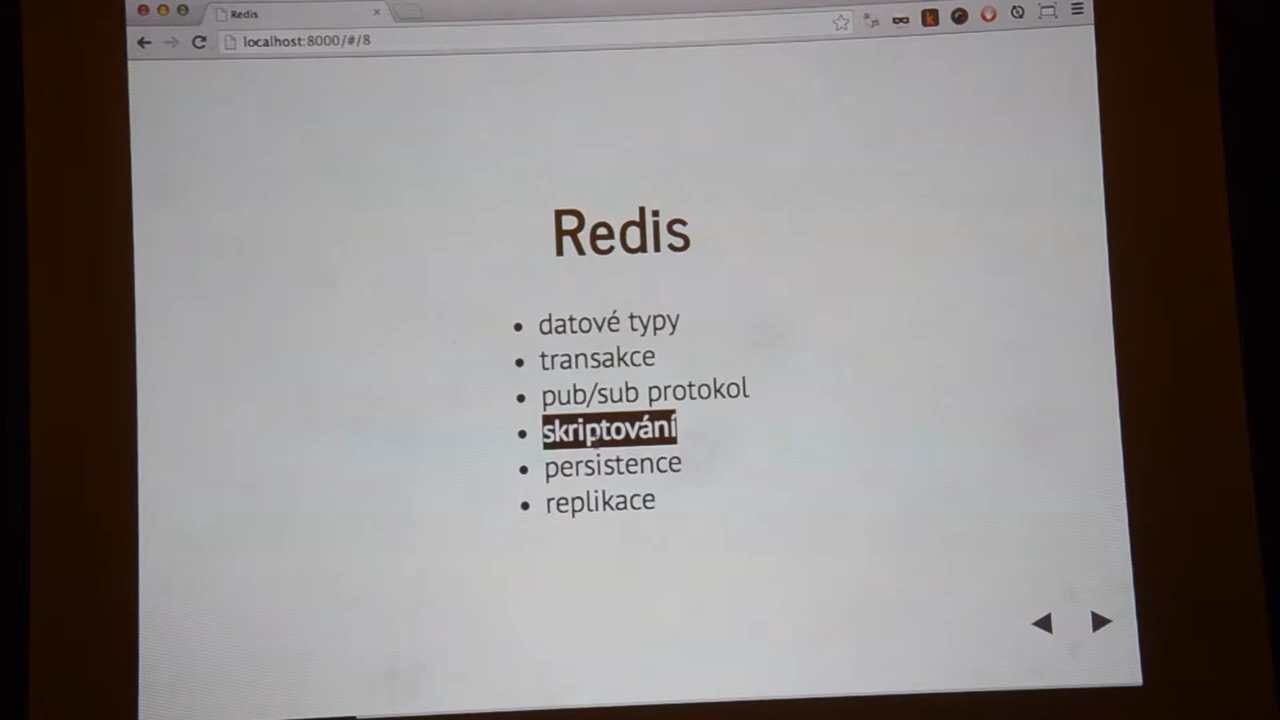 Redis
localhost:8000/#/8
Redis
datové typy
transakce
pub/sub protokol
skriptování
persistence
replikace